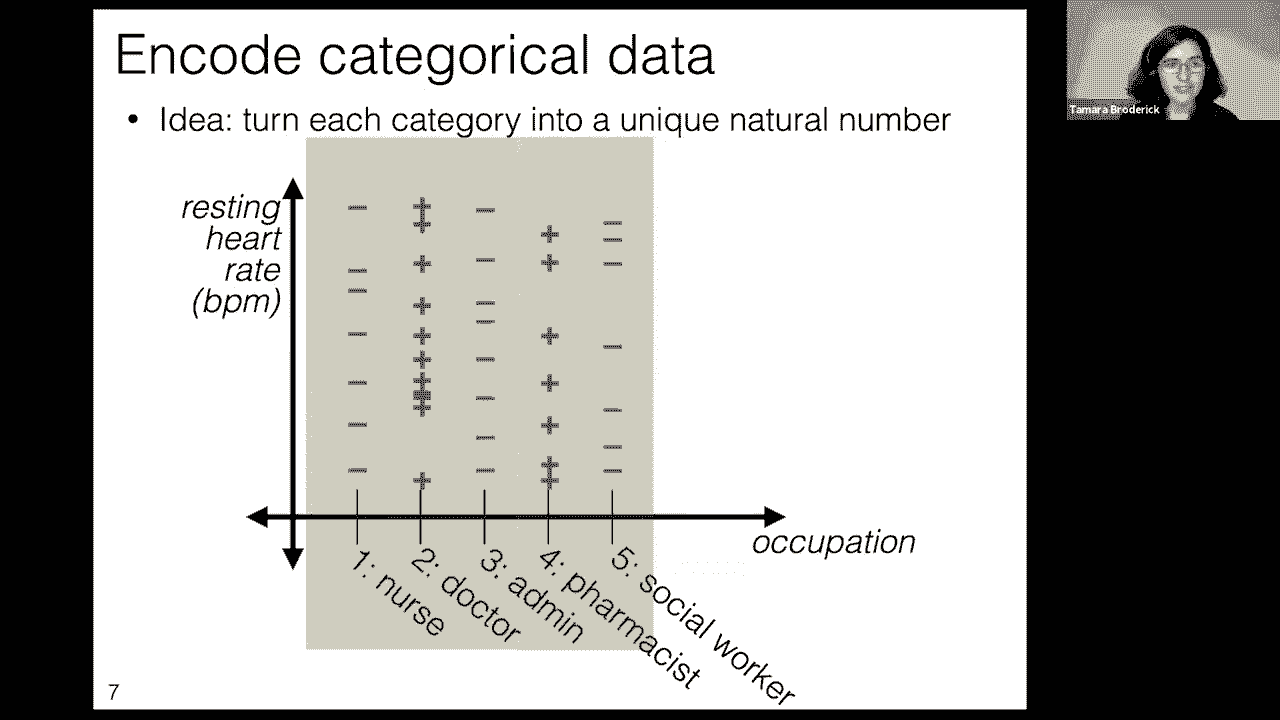 Encode categorical data
• Idea: turn each category into a unique natural number
Tamara Broderick
resting
heart
rate
(bpm)
occupation
1: nurse
2: doctor
3: admin
4: pharmacist
5: social worker
7